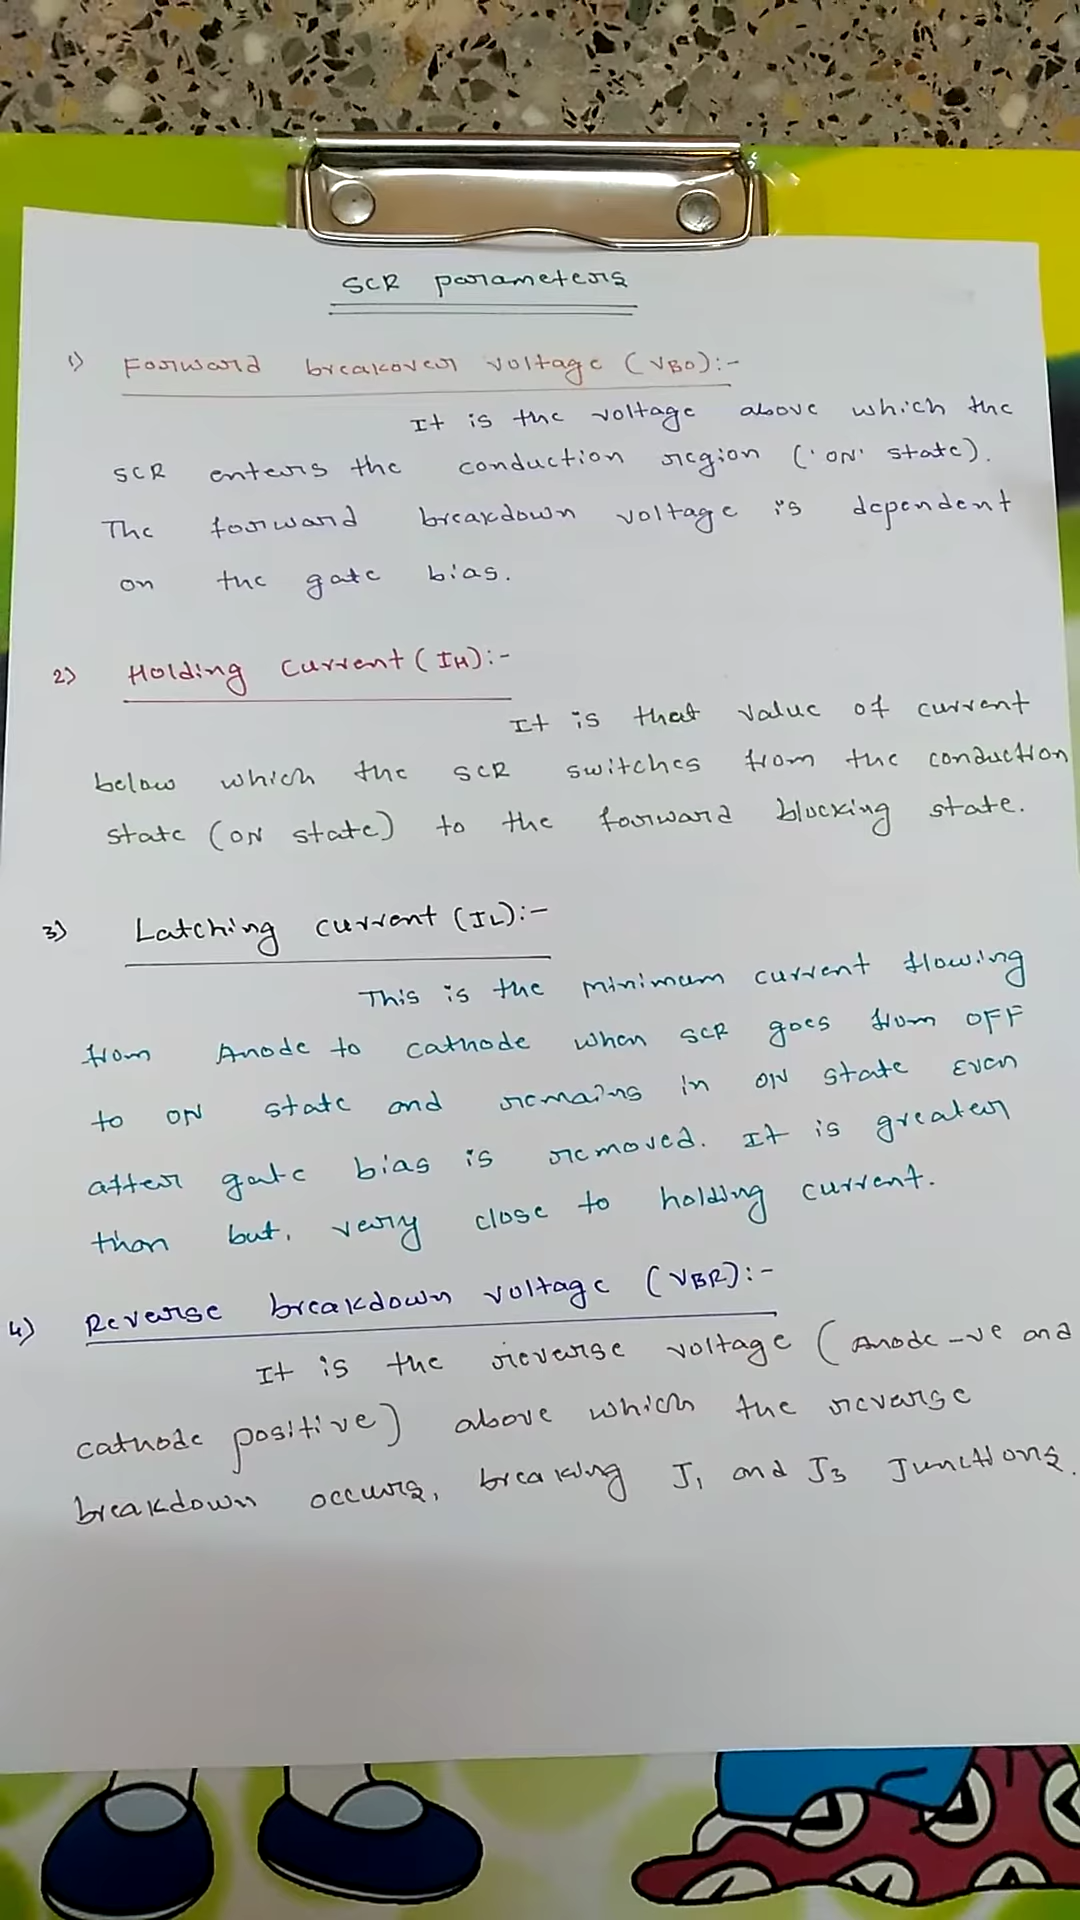 SCR parameters
1) Forward breakover voltage (VBO):-
It is the voltage above which the
SCR enters the conduction region ('ON' state).
The forward breakdown voltage is dependent
on the gate bias.
2) Holding current (IH):-
It is that value of current
below which the SCR switches from the conduction
state (ON state) to the forward blocking state.
3) Latching current (IL):-
This is the minimum current flowing
from Anode to cathode when SCR goes from OFF
to ON state and remains in ON state even
after gate bias is removed. It is greater
than but, very close to holding current.
4) Reverse breakdown voltage (VBR):-
It is the reverse voltage (Anode -ve and
cathode positive) above which the reverse
breakdown occurs, breaking J1 and J3 Junctions.